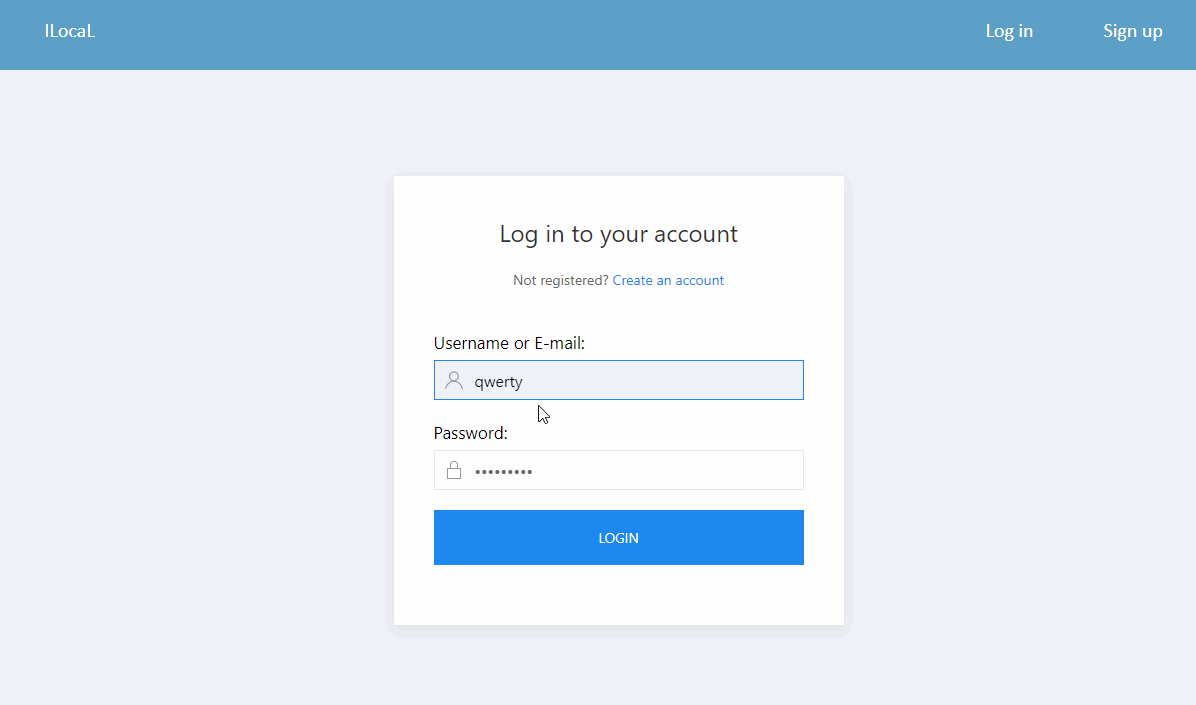 ILocaL
Log in
Sign up
Log in to your account
Not registered? Create an account
Username or E-mail:
qwerty
Password:
•••••••••
LOGIN